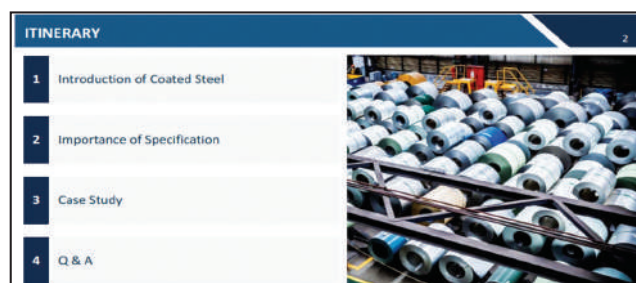 ITINERARY
2
1 Introduction of Coated Steel
2 Importance of Specification
3 Case Study
4 Q & A